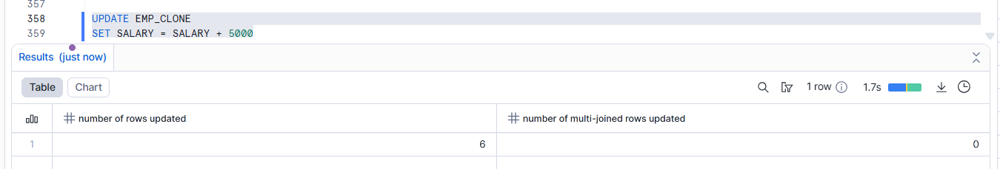 357
358 UPDATE EMP_CLONE
359 SET SALARY = SALARY + 5000
Results (just now)
Table Chart 1 row 1.7s
number of rows updated number of multi-joined rows updated
1 6 0